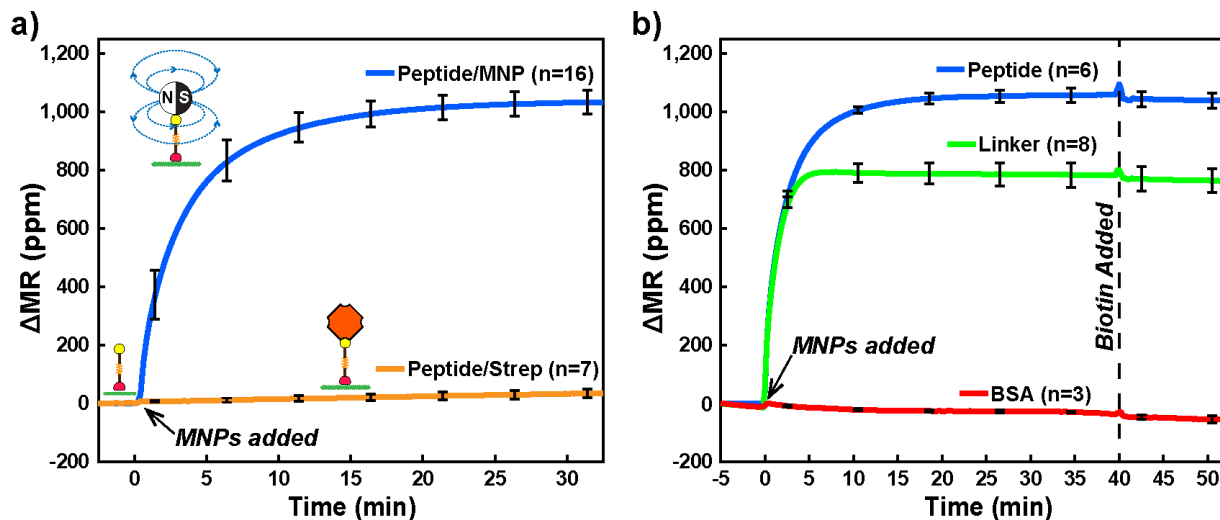 a)
1,200
1,000
800
600
400
200
0
-200
ΔMR (ppm)
N S
Peptide/MNP (n=16)
Peptide/Strep (n=7)
MNPs added
0 5 10 15 20 25 30
Time (min)
b)
1,200
1,000
800
600
400
200
0
-200
ΔMR (ppm)
Peptide (n=6)
Linker (n=8)
Biotin Added
MNPs added
BSA (n=3)
-5 0 5 10 15 20 25 30 35 40 45 50
Time (min)